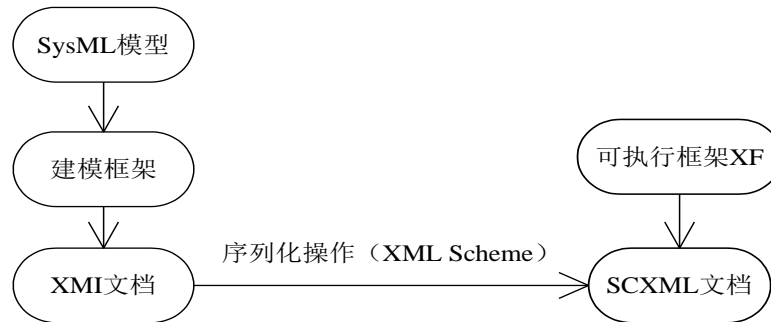 SysML模型
建模框架
可执行框架XF
序列化操作（XML Scheme）
XMI文档
SCXML文档